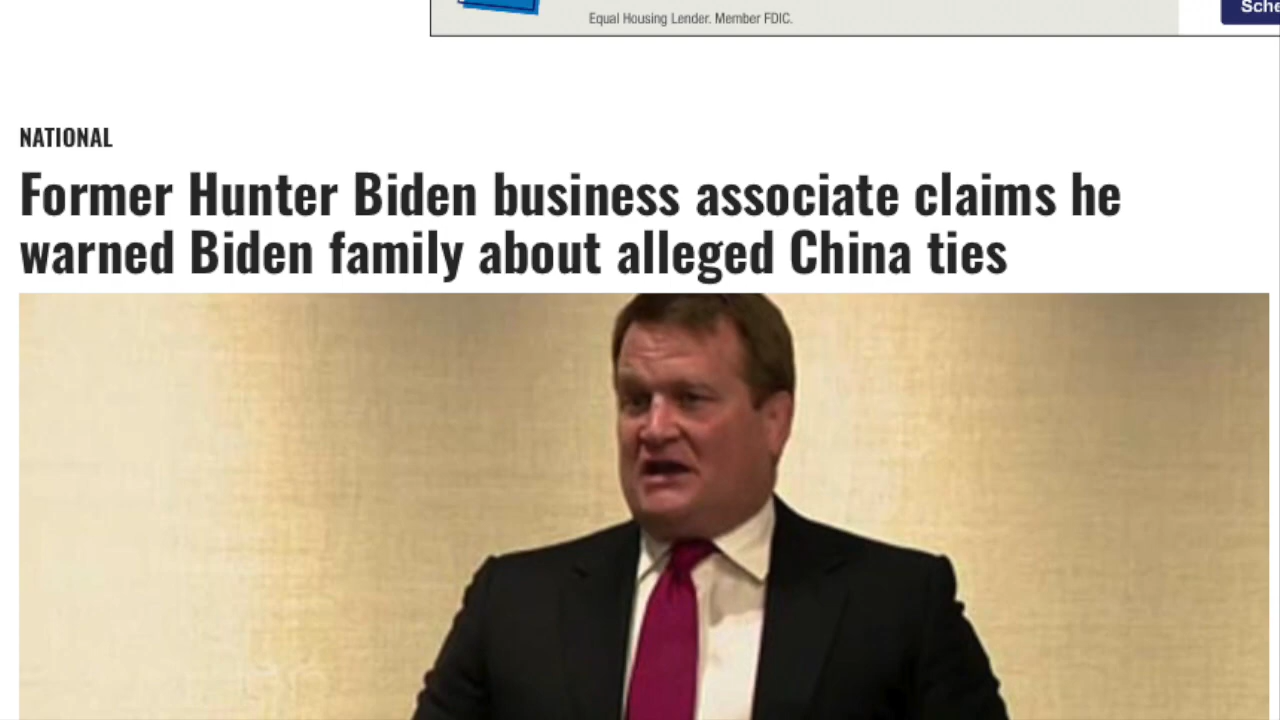 Equal Housing Lender. Member FDIC.
Sche
NATIONAL
Former Hunter Biden business associate claims he
warned Biden family about alleged China ties